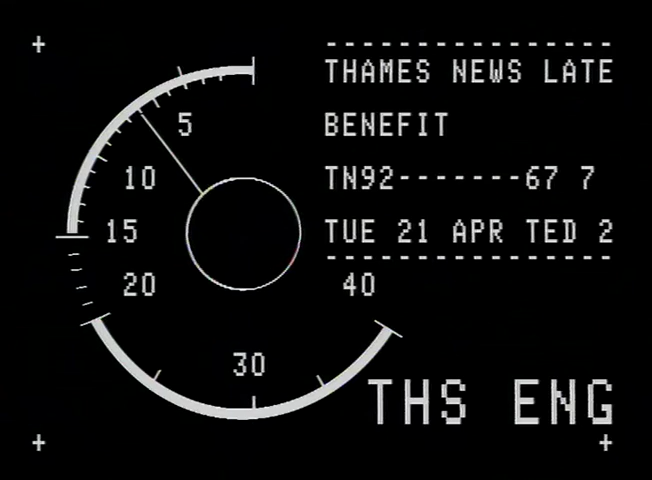 THAMES NEWS LATE
BENEFIT
TN92-------67 7
TUE 21 APR TED 2
5
10
15
20
30
40
THS ENG